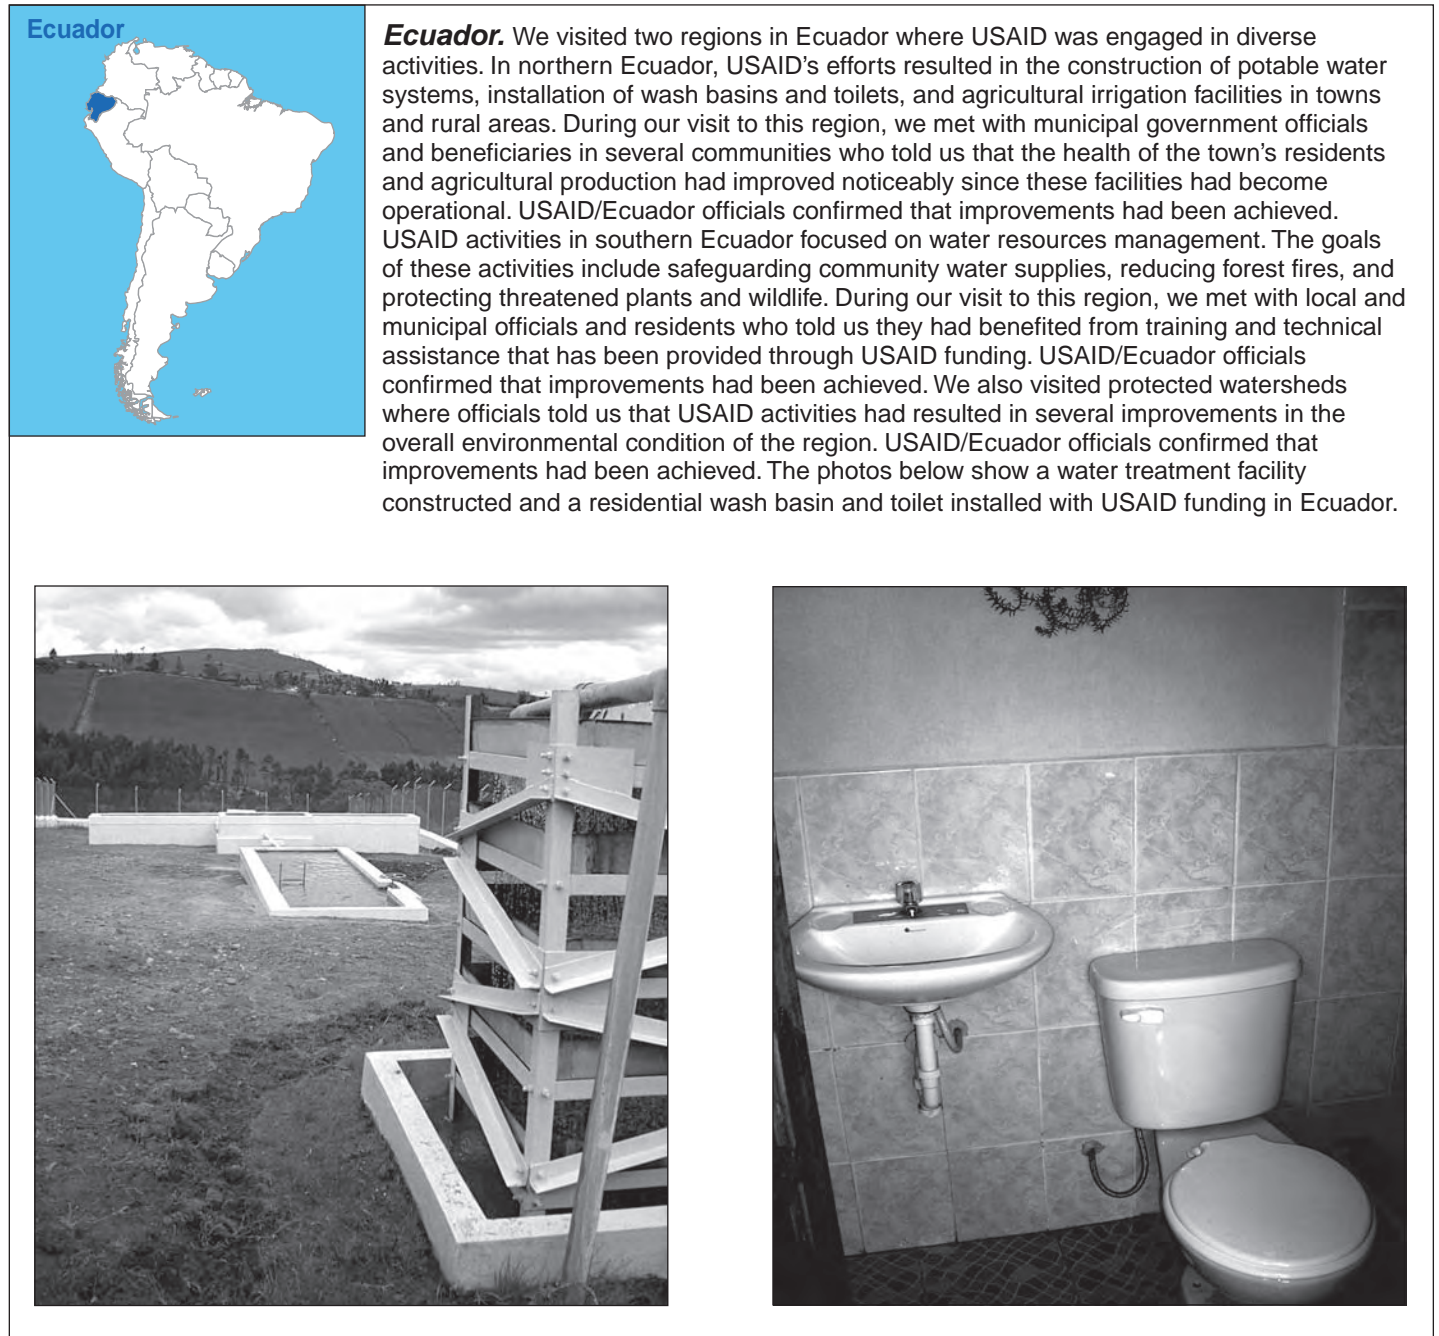 Ecuador
Ecuador. We visited two regions in Ecuador where USAID was engaged in diverse
activities. In northern Ecuador, USAID’s efforts resulted in the construction of potable water
systems, installation of wash basins and toilets, and agricultural irrigation facilities in towns
and rural areas. During our visit to this region, we met with municipal government officials
and beneficiaries in several communities who told us that the health of the town’s residents
and agricultural production had improved noticeably since these facilities had become
operational. USAID/Ecuador officials confirmed that improvements had been achieved.
USAID activities in southern Ecuador focused on water resources management. The goals
of these activities include safeguarding community water supplies, reducing forest fires, and
protecting threatened plants and wildlife. During our visit to this region, we met with local and
municipal officials and residents who told us they had benefited from training and technical
assistance that has been provided through USAID funding. USAID/Ecuador officials
confirmed that improvements had been achieved. We also visited protected watersheds
where officials told us that USAID activities had resulted in several improvements in the
overall environmental condition of the region. USAID/Ecuador officials confirmed that
improvements had been achieved. The photos below show a water treatment facility
constructed and a residential wash basin and toilet installed with USAID funding in Ecuador.